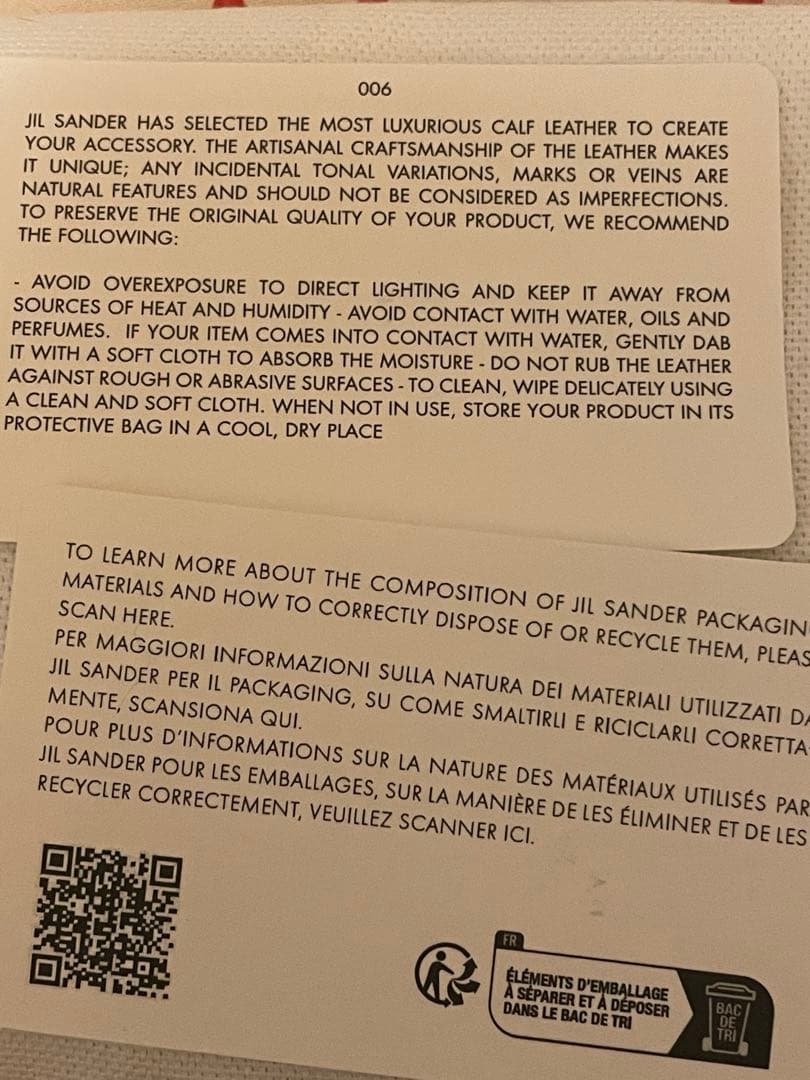 006
JIL SANDER HAS SELECTED THE MOST LUXURIOUS CALF LEATHER TO CREATE
YOUR ACCESSORY. THE ARTISANAL CRAFTSMANSHIP OF THE LEATHER MAKES
IT UNIQUE; ANY INCIDENTAL TONAL VARIATIONS, MARKS OR VEINS ARE
NATURAL FEATURES AND SHOULD NOT BE CONSIDERED AS IMPERFECTIONS.
TO PRESERVE THE ORIGINAL QUALITY OF YOUR PRODUCT, WE RECOMMEND
THE FOLLOWING:
- AVOID OVEREXPOSURE TO DIRECT LIGHTING AND KEEP IT AWAY FROM
SOURCES OF HEAT AND HUMIDITY - AVOID CONTACT WITH WATER, OILS AND
PERFUMES. IF YOUR ITEM COMES INTO CONTACT WITH WATER, GENTLY DAB
IT WITH A SOFT CLOTH TO ABSORB THE MOISTURE - DO NOT RUB THE LEATHER
AGAINST ROUGH OR ABRASIVE SURFACES - TO CLEAN, WIPE DELICATELY USING
A CLEAN AND SOFT CLOTH. WHEN NOT IN USE, STORE YOUR PRODUCT IN ITS
PROTECTIVE BAG IN A COOL, DRY PLACE
TO LEARN MORE ABOUT THE COMPOSITION OF JIL SANDER PACKAGIN
MATERIALS AND HOW TO CORRECTLY DISPOSE OF OR RECYCLE THEM, PLEAS
SCAN HERE.
PER MAGGIORI INFORMAZIONI SULLA NATURA DEI MATERIALI UTILIZZATI DA
JIL SANDER PER IL PACKAGING, SU COME SMALTIRLI E RICICLARLI CORRETTA-
MENTE, SCANSIONA QUI.
POUR PLUS D'INFORMATIONS SUR LA NATURE DES MATÉRIAUX UTILISÉS PAR
JIL SANDER POUR LES EMBALLAGES, SUR LA MANIÈRE DE LES ÉLIMINER ET DE LES
RECYCLER CORRECTEMENT, VEUILLEZ SCANNER ICI.
FR
ÉLÉMENTS D'EMBALLAGE
À SÉPARER ET À DÉPOSER
DANS LE BAC DE TRI
BAC
DE
TRI